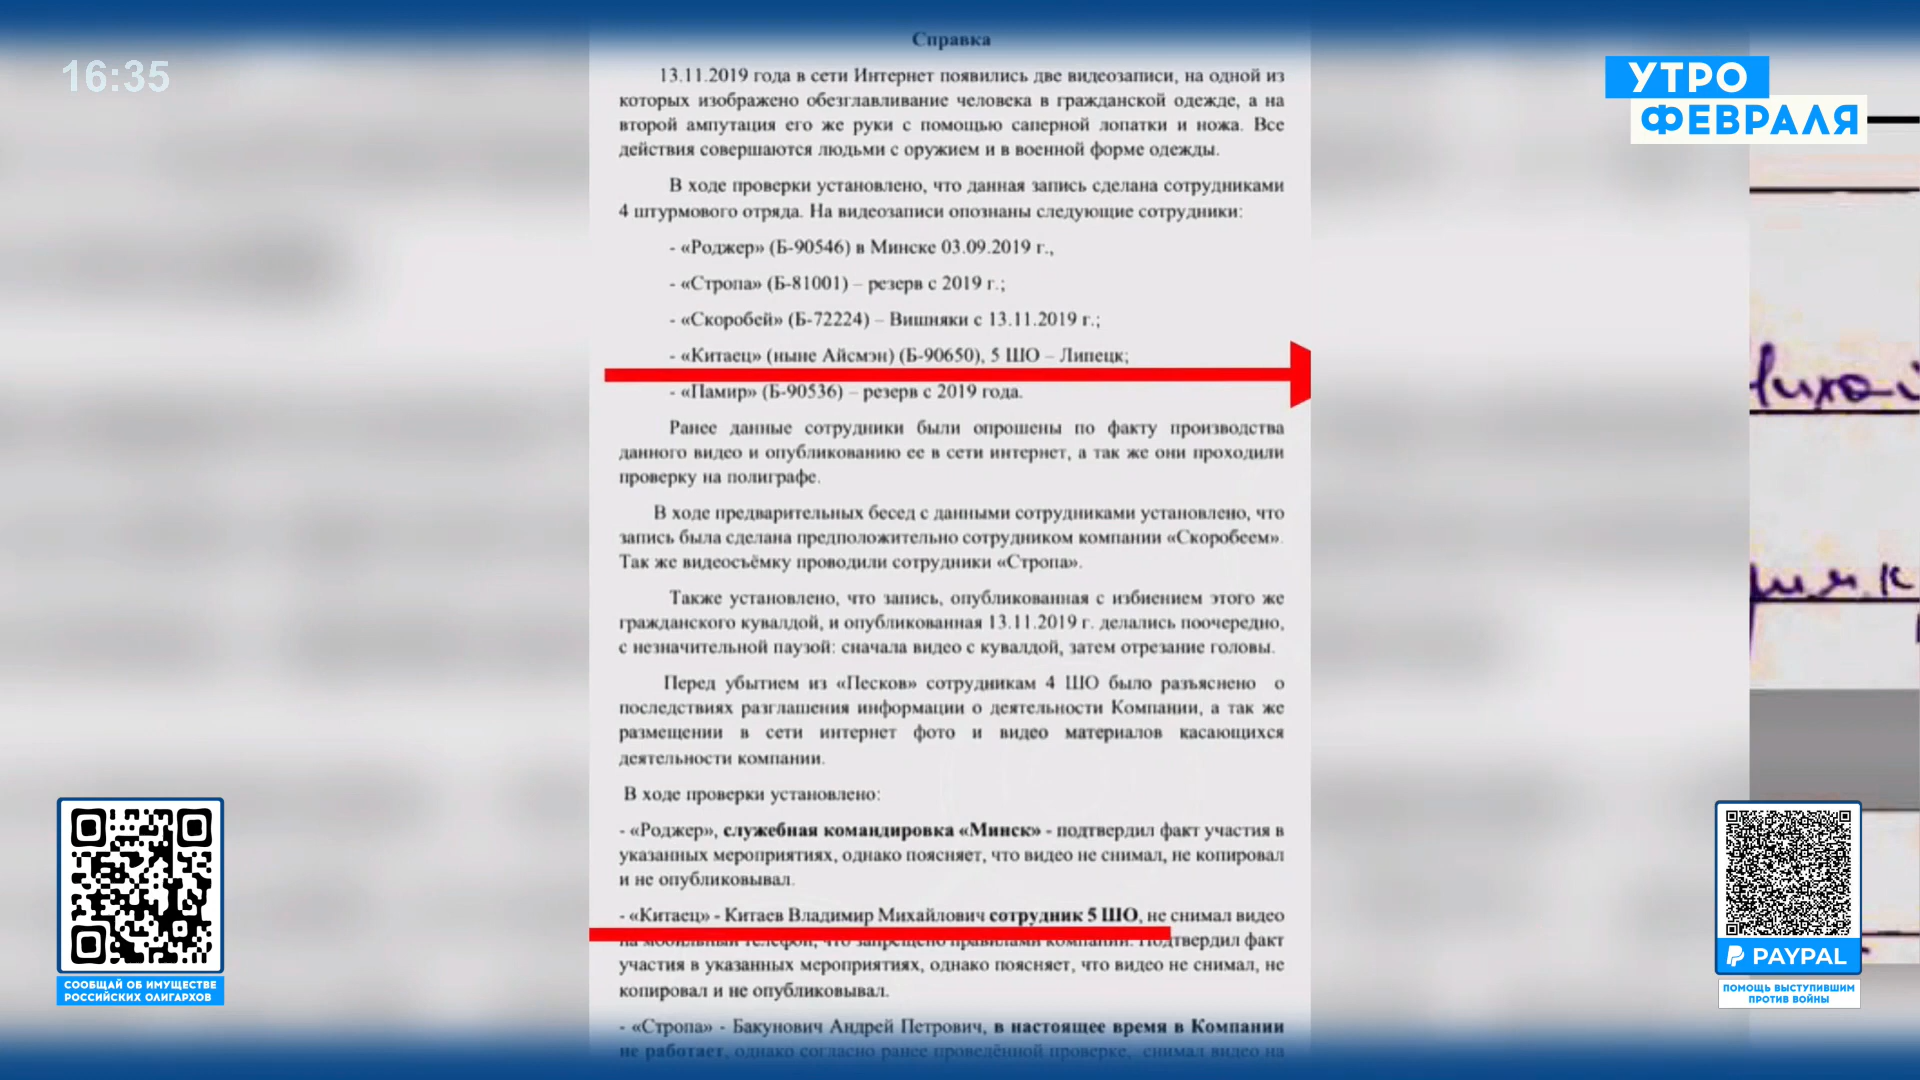 16:35
УТРО
ФЕВРАЛЯ
Справка
13.11.2019 года в сети Интернет появились две видеозаписи, на одной из
которых изображено обезглавливание человека в гражданской одежде, а на
второй ампутация его же руки с помощью саперной лопатки и ножа. Все
действия совершаются людьми с оружием и в военной форме одежды.
В ходе проверки установлено, что данная запись сделана сотрудниками
4 штурмового отряда. На видеозаписи опознаны следующие сотрудники:
- «Роджер» (Б-90546) в Минске 03.09.2019 г.,
- «Стропа» (Б-81001) – резерв с 2019 г.;
- «Скоробей» (Б-72224) – Вишняки с 13.11.2019 г.;
- «Китаец» (ныне Айсмэн) (Б-90650), 5 ШО – Липецк;
- «Памир» (Б-90536) – резерв с 2019 года.
Ранее данные сотрудники были опрошены по факту производства
данного видео и опубликованию ее в сети интернет, а так же они проходили
проверку на полиграфе.
В ходе предварительных бесед с данными сотрудниками установлено, что
запись была сделана предположительно сотрудником компании «Скоробеем».
Так же видеосъёмку проводили сотрудники «Стропа».
Также установлено, что запись, опубликованная с избиением этого же
гражданского кувалдой, и опубликованная 13.11.2019 г. делались поочередно,
с незначительной паузой: сначала видео с кувалдой, затем отрезание головы.
Перед убытием из «Песков» сотрудникам 4 ШО было разъяснено о
последствиях разглашения информации о деятельности Компании, а так же
размещении в сети интернет фото и видео материалов касающихся
деятельности компании.
В ходе проверки установлено:
- «Роджер», служебная командировка «Минск» - подтвердил факт участия в
указанных мероприятиях, однако поясняет, что видео не снимал, не копировал
и не опубликовывал.
- «Китаец» - Китаев Владимир Михайлович сотрудник 5 ШО, не снимал видео
на мобильный телефон, что запрещено правилами компании. Подтвердил факт
участия в указанных мероприятиях, однако поясняет, что видео не снимал, не
копировал и не опубликовывал.
- «Стропа» - Бакунович Андрей Петрович, в настоящее время в Компании
не работает, однако согласно ранее проведённой проверке, снимал видео на
СООБЩАЙ ОБ ИМУЩЕСТВЕ
РОССИЙСКИХ ОЛИГАРХОВ
PAYPAL
ПОМОЩЬ ВЫСТУПИВШИМ
ПРОТИВ ВОЙНЫ